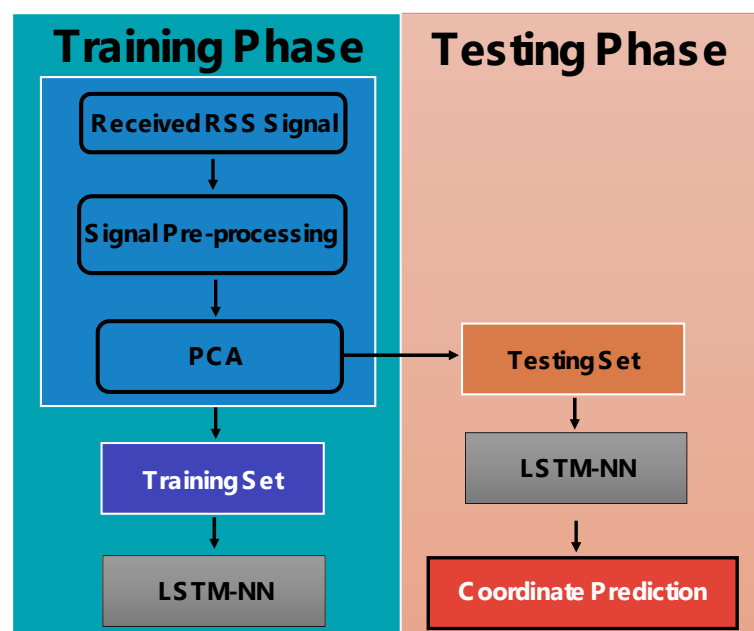 Training Phase
Received RSS Signal
Signal Pre-processing
PCA
Training Set
LSTM-NN
Testing Phase
Testing Set
LSTM-NN
Coordinate Prediction